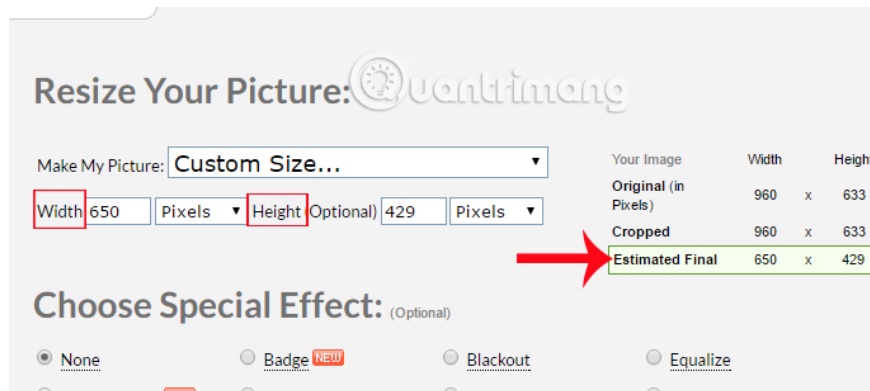 Resize Your Picture:
Quantrimang
Make My Picture: Custom Size...
Width 650 Pixels Height (Optional) 429 Pixels
Your Image Width Height
Original (in Pixels) 960 x 633
Cropped 960 x 633
Estimated Final 650 x 429
Choose Special Effect: (Optional)
None Badge NEW Blackout Equalize